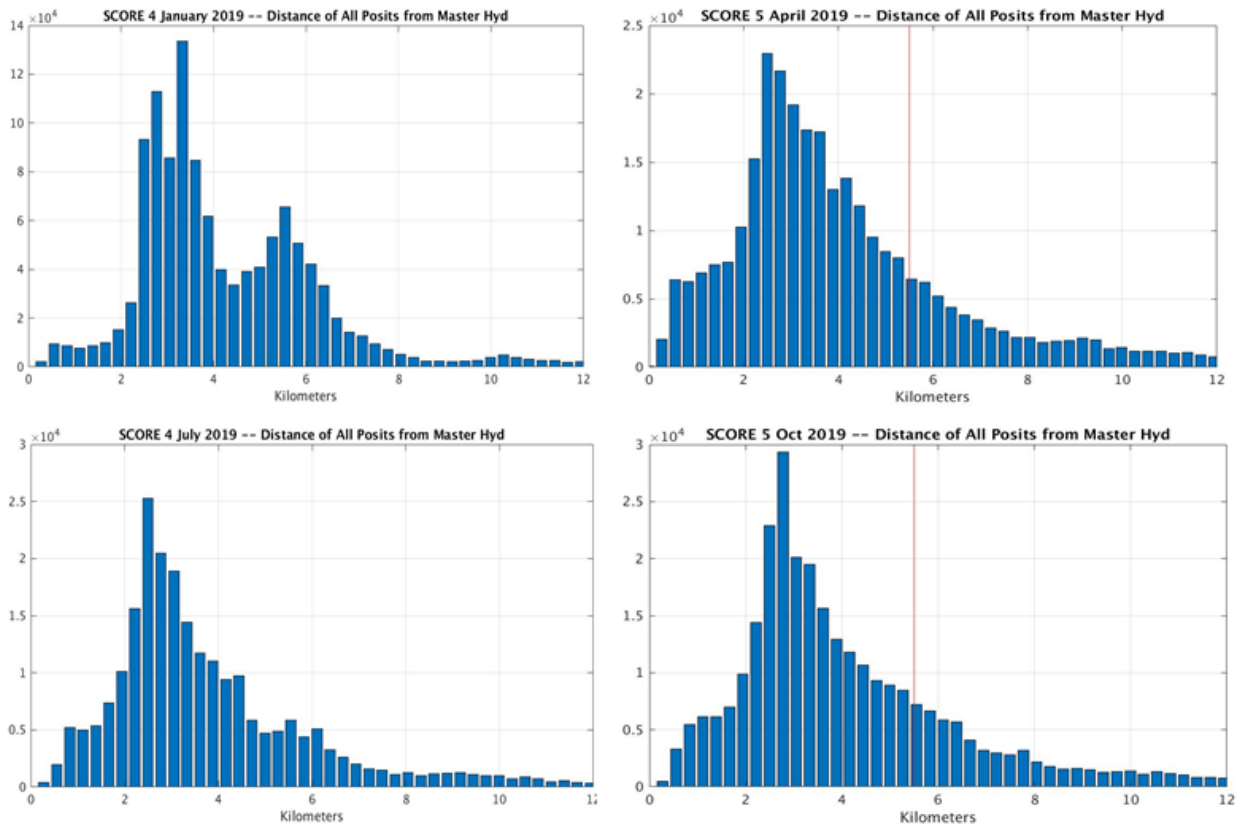 SCORE 4 January 2019 -- Distance of All Posits from Master Hyd
×10⁴
14
12
10
8
6
4
2
0
0 2 4 6 8 10 12
Kilometers
SCORE 5 April 2019 -- Distance of All Posits from Master Hyd
×10⁴
2.5
2
1.5
1
0.5
0
0 2 4 6 8 10 12
Kilometers
SCORE 4 July 2019 -- Distance of All Posits from Master Hyd
×10⁴
3
2.5
2
1.5
1
0.5
0
0 2 4 6 8 10 12
Kilometers
SCORE 5 Oct 2019 -- Distance of All Posits from Master Hyd
×10⁴
3
2.5
2
1.5
1
0.5
0
0 2 4 6 8 10 12
Kilometers